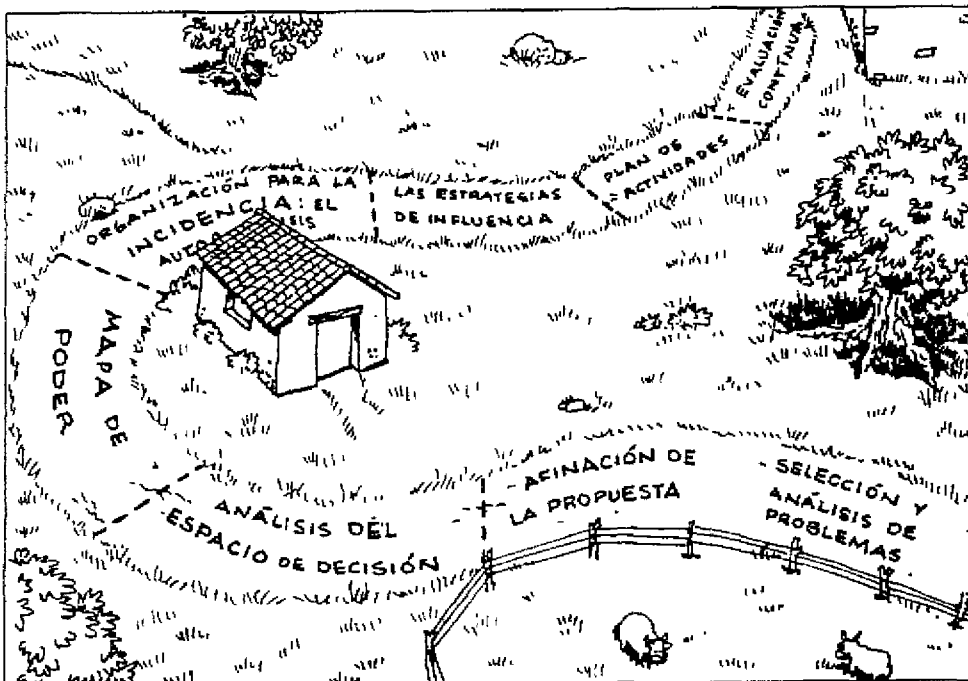 EVALUACIÓN
CONTINUA
PLAN DE
ACTIVIDADES
ORGANIZACIÓN PARA LA
INCIDENCIA: EL
LAS ESTRATEGIAS
DE INFLUENCIA
MAPA DE
PODER
ANÁLISIS DEL
ESPACIO DE DECISIÓN
AFINACIÓN DE
LA PROPUESTA
SELECCIÓN Y
ANÁLISIS DE
PROBLEMAS